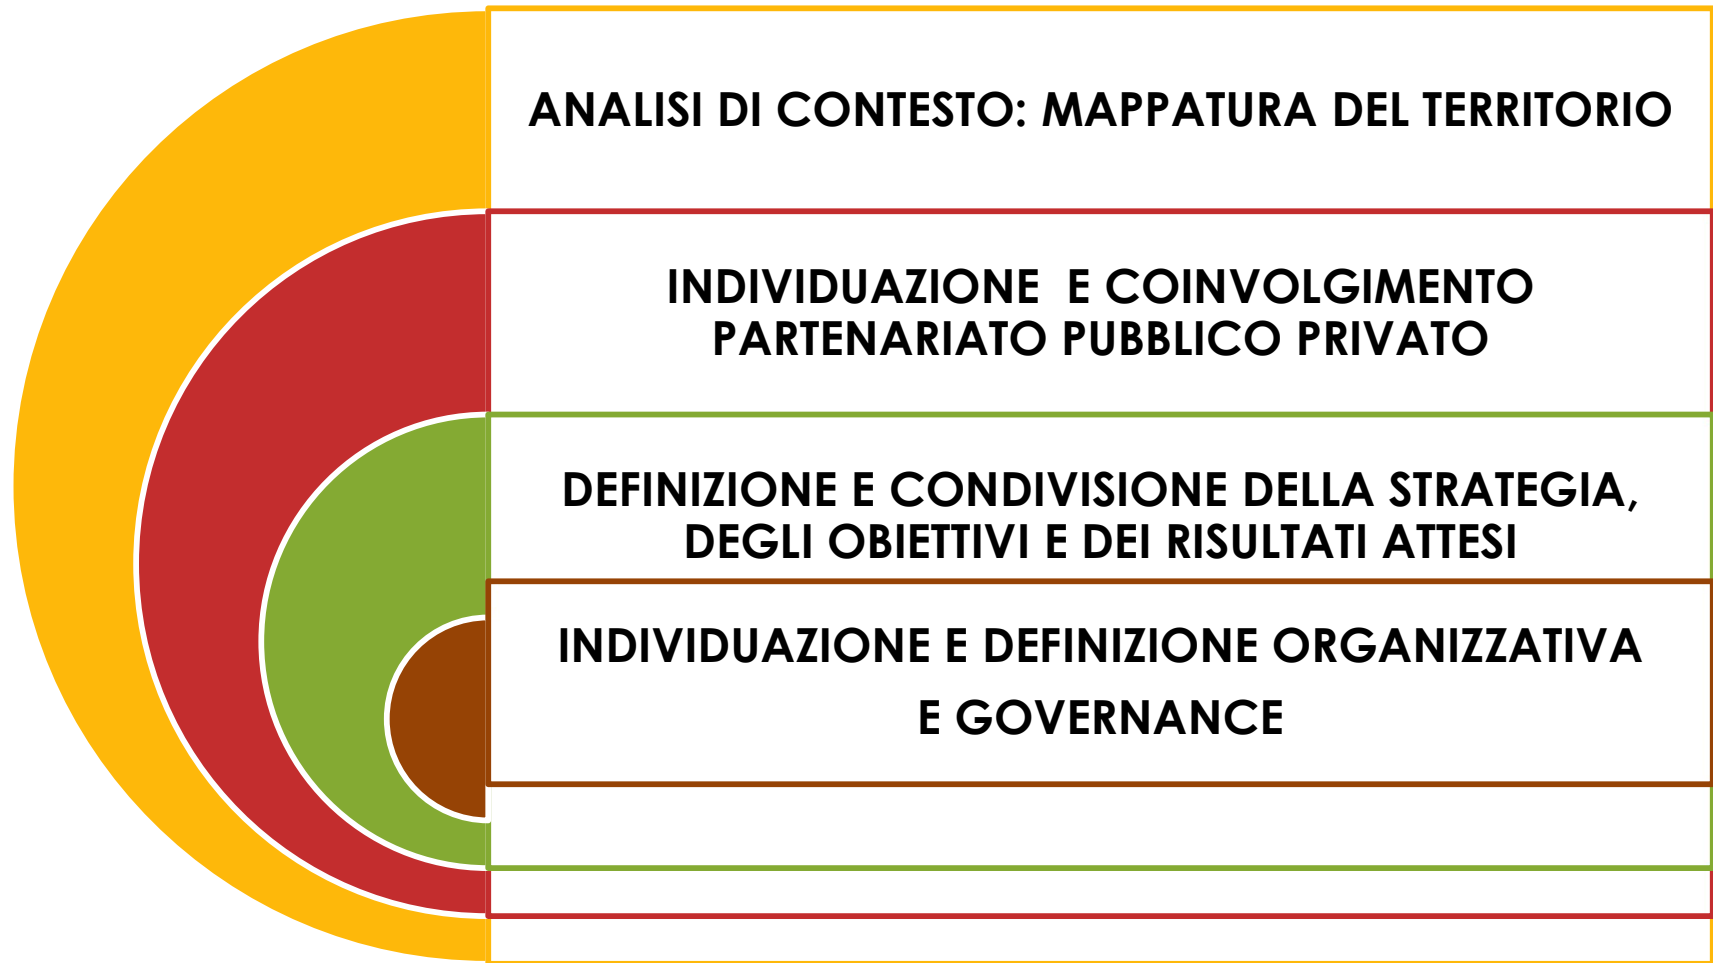 ANALISI DI CONTESTO: MAPPATURA DEL TERRITORIO
INDIVIDUAZIONE  E COINVOLGIMENTO
PARTENARIATO PUBBLICO PRIVATO
DEFINIZIONE E CONDIVISIONE DELLA STRATEGIA,
DEGLI OBIETTIVI E DEI RISULTATI ATTESI
INDIVIDUAZIONE E DEFINIZIONE ORGANIZZATIVA
E GOVERNANCE